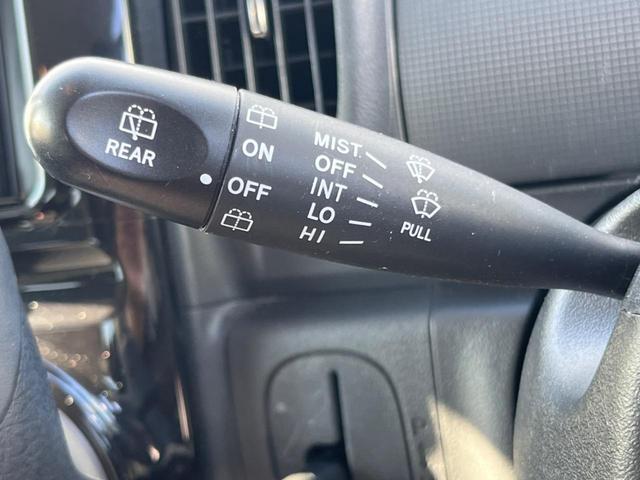 REAR
ON
OFF
MIST
OFF
INT
LO
HI
PULL
P